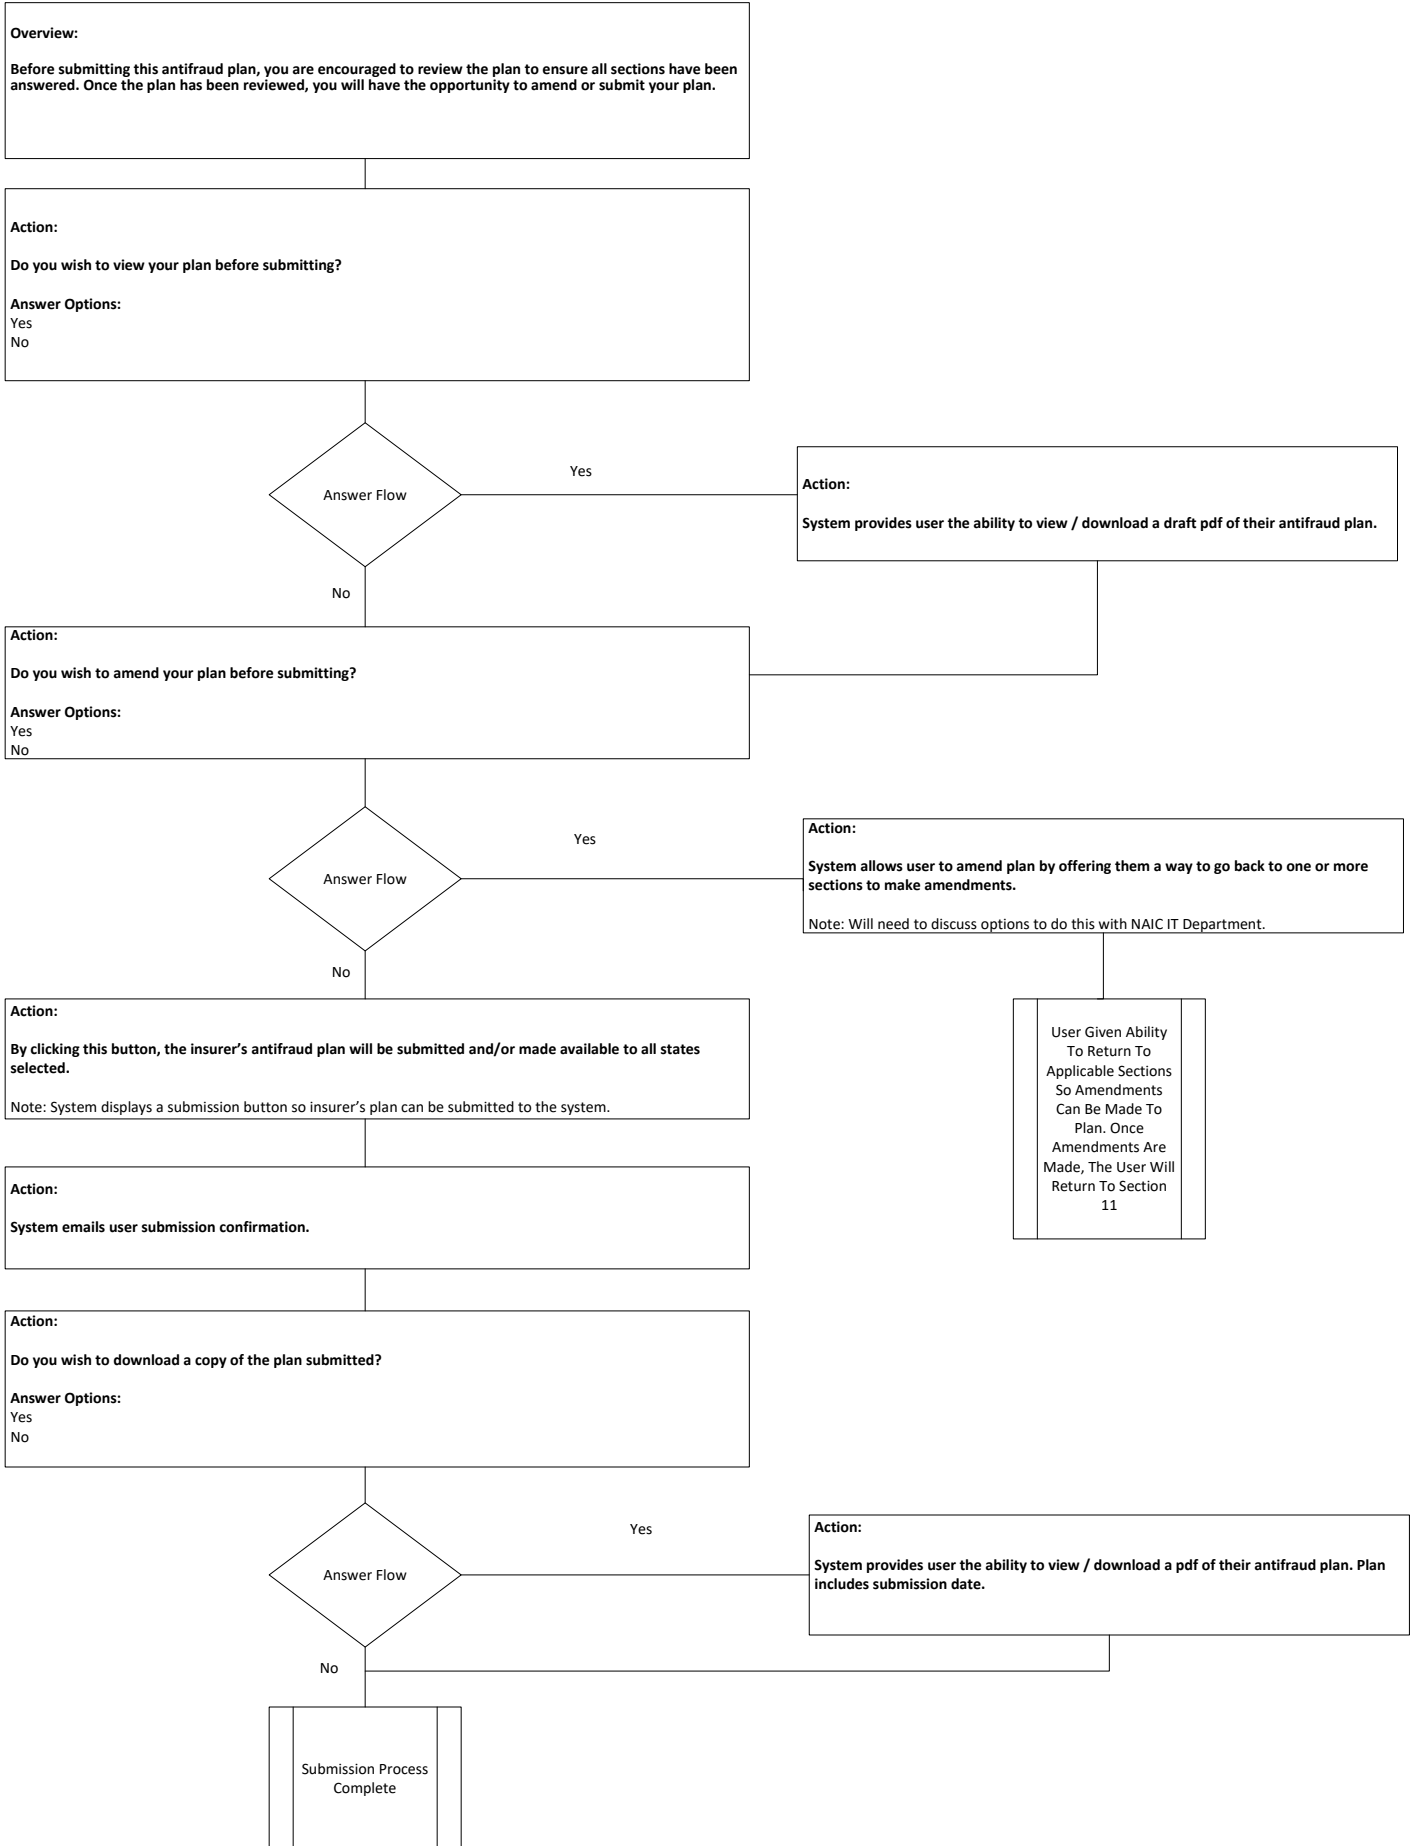 Overview:
Before submitting this antifraud plan, you are encouraged to review the plan to ensure all sections have been
answered. Once the plan has been reviewed, you will have the opportunity to amend or submit your plan.
Action:
Do you wish to view your plan before submitting?
Answer Options:
Yes
No
Answer Flow
Yes
Action:
System provides user the ability to view / download a draft pdf of their antifraud plan.
No
Action:
Do you wish to amend your plan before submitting?
Answer Options:
Yes
No
Answer Flow
Yes
Action:
System allows user to amend plan by offering them a way to go back to one or more
sections to make amendments.
Note: Will need to discuss options to do this with NAIC IT Department.
User Given Ability
To Return To
Applicable Sections
So Amendments
Can Be Made To
Plan. Once
Amendments Are
Made, The User Will
Return To Section
11
No
Action:
By clicking this button, the insurer’s antifraud plan will be submitted and/or made available to all states
selected.
Note: System displays a submission button so insurer’s plan can be submitted to the system.
Action:
System emails user submission confirmation.
Action:
Do you wish to download a copy of the plan submitted?
Answer Options:
Yes
No
Answer Flow
Yes
Action:
System provides user the ability to view / download a pdf of their antifraud plan. Plan
includes submission date.
No
Submission Process
Complete